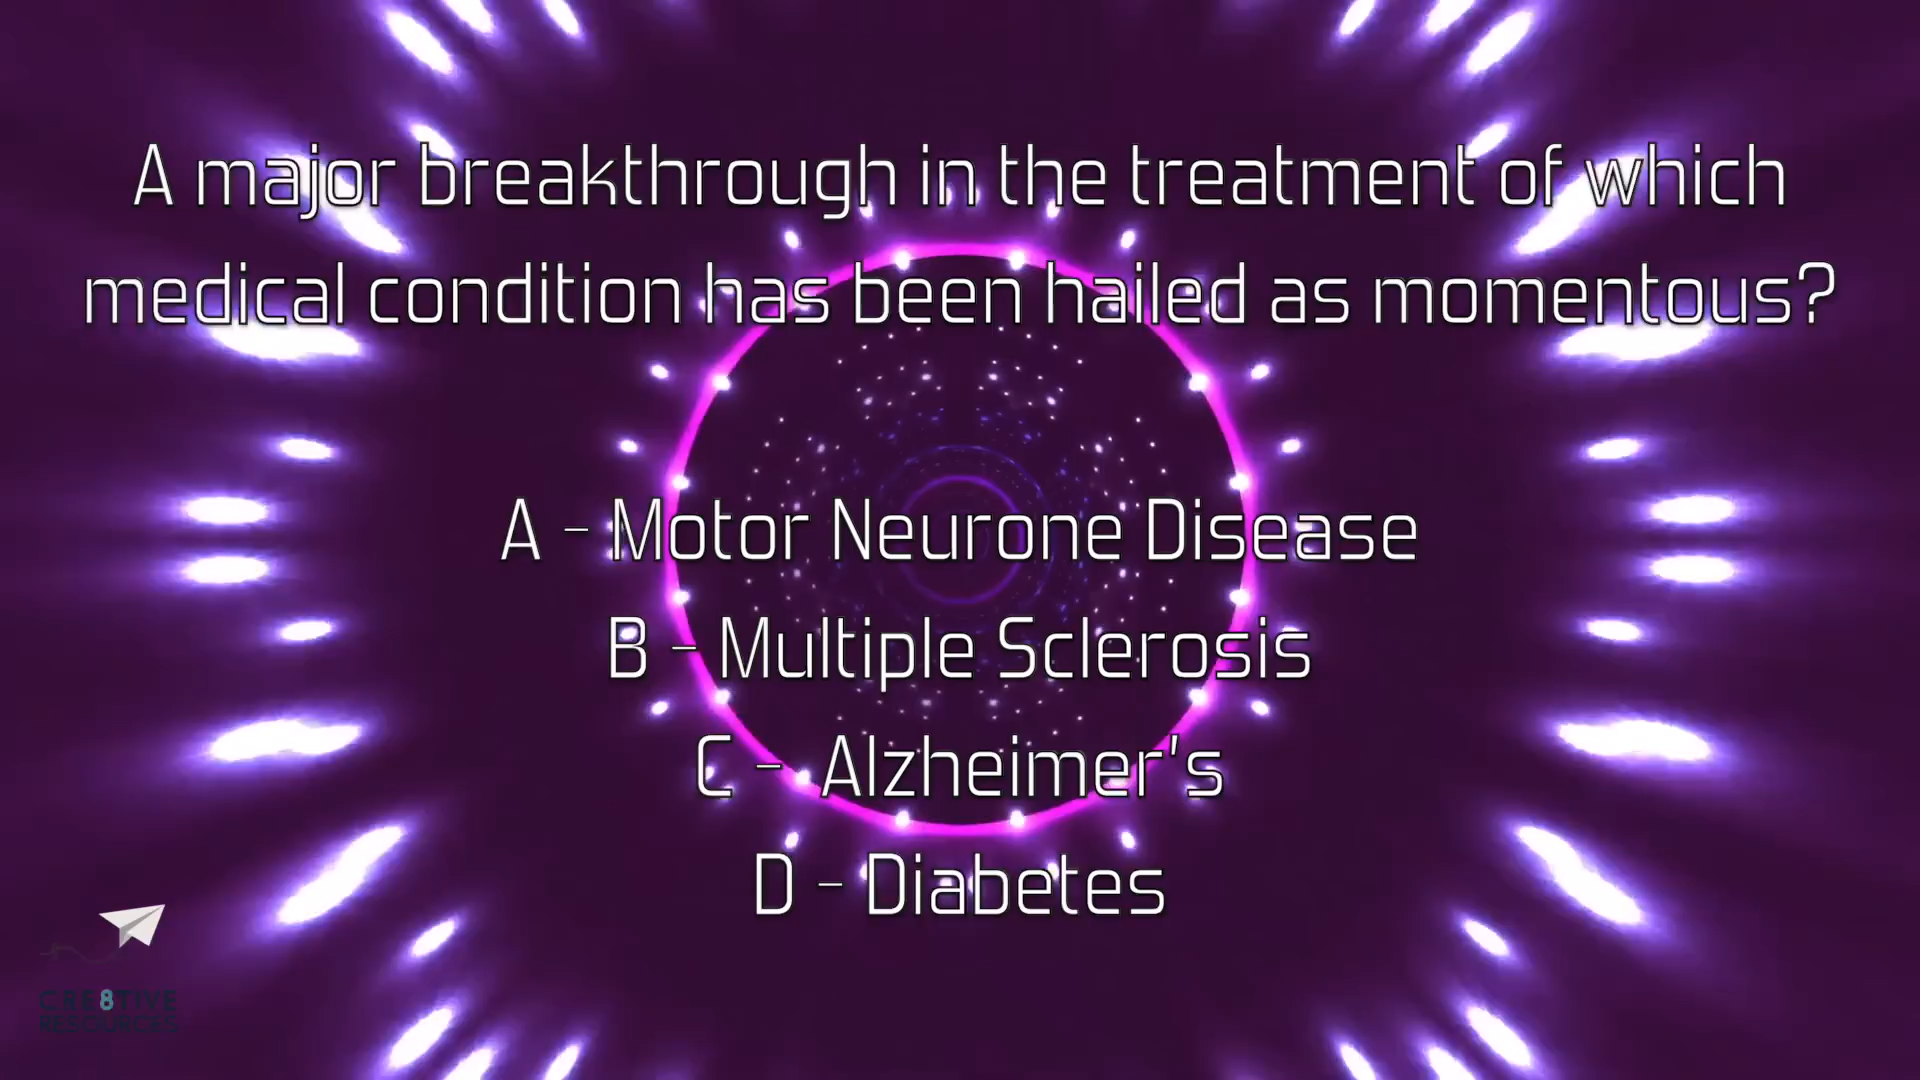 A major breakthrough in the treatment of which
medical condition has been hailed as momentous?
A - Motor Neurone Disease
B - Multiple Sclerosis
C - Alzheimer's
D - Diabetes
CRE8TIVE
RESOURCES